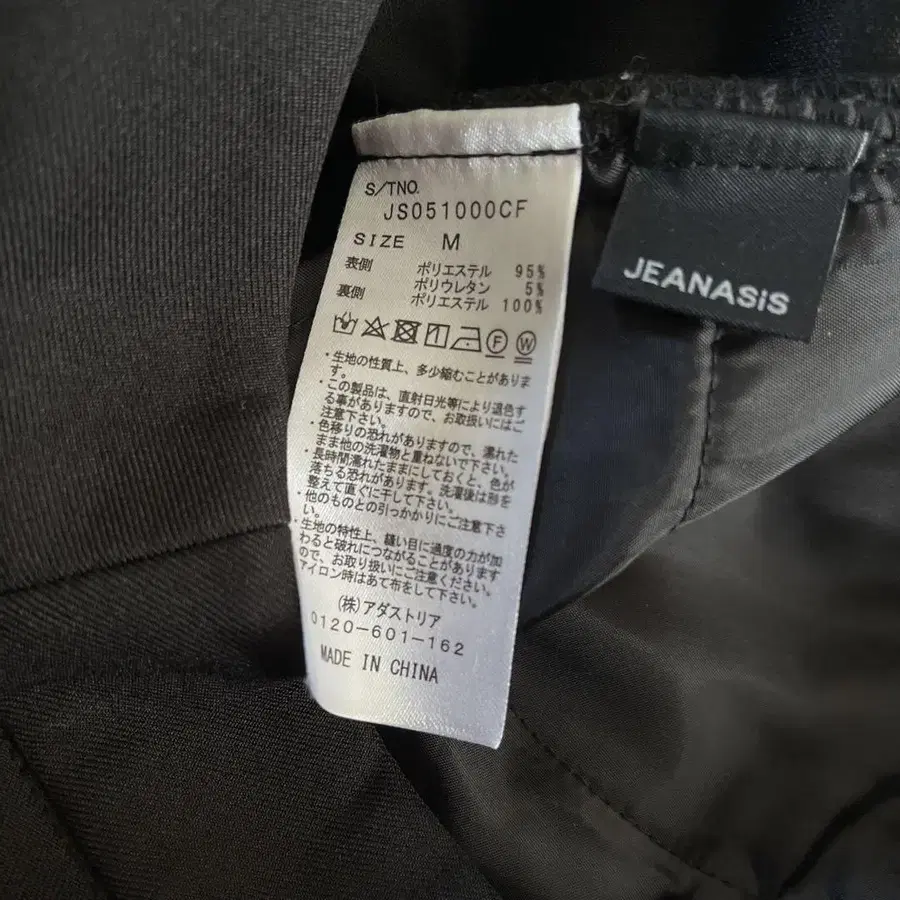 S/TNO.
JS051000CF
SIZE M
表側 ポリエステル 95%
ポリウレタン 5%
裏側 ポリエステル 100%
F W
・生地の性質上、多少縮むことがありま
す。
・この製品は、直射日光等により退色す
る事がありますので、お取扱いにはご
注意下さい。
・色移りの恐れがありますので、濡れた
まま他の洗濯物と重ねないで下さい。
・長時間濡れたままにしておくと、色が
落ちる恐れがあります。洗濯後は形を
整えて直ぐに干して下さい。
・他のものとの引っかかりにご注意下さ
い。
・生地の特性上、縫い目に過度の力が加
わると破れにつながることがあります
ので、お取り扱いにご注意ください。
アイロン時はあて布をして下さい。
(株)アダストリア
0120-601-162
MADE IN CHINA
JEANASiS